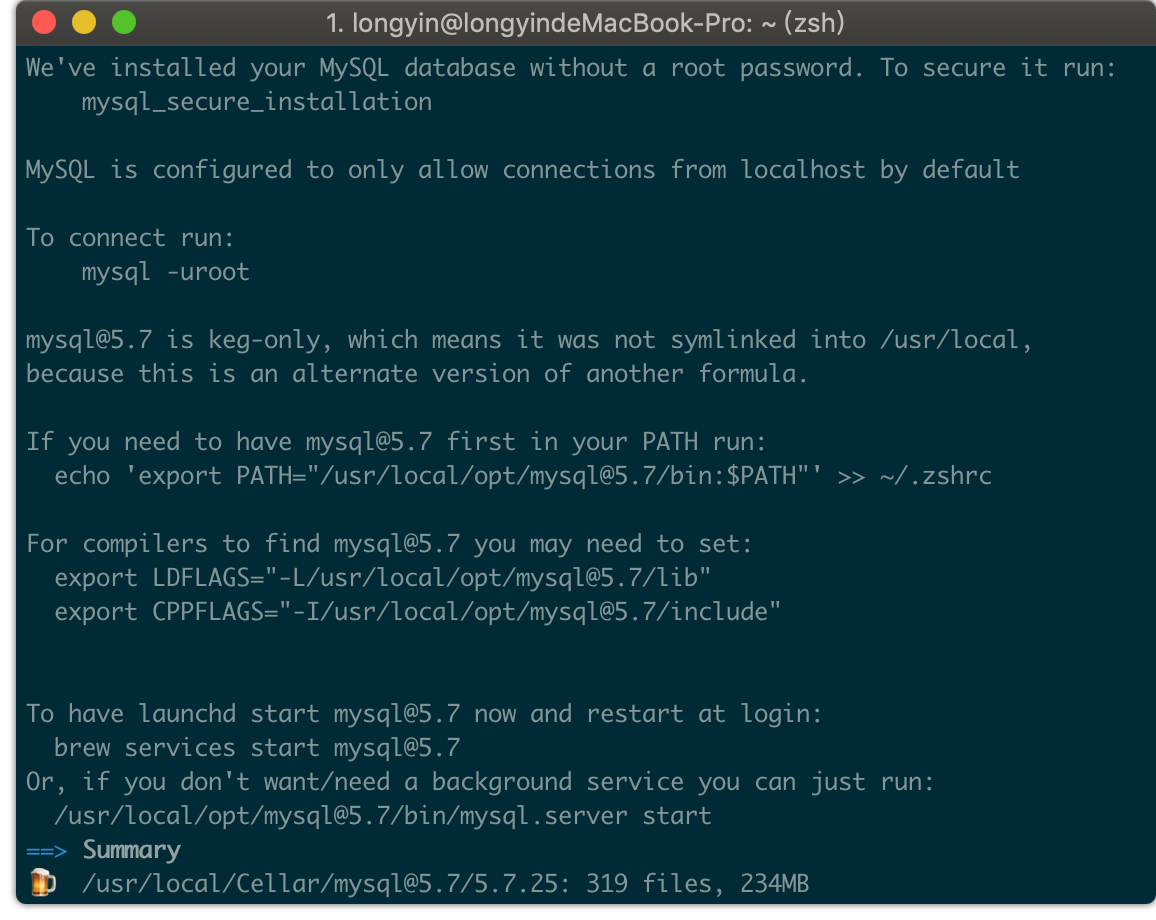 1. longyin@longyindeMacBook-Pro: ~ (zsh)
We've installed your MySQL database without a root password. To secure it run:
    mysql_secure_installation

MySQL is configured to only allow connections from localhost by default

To connect run:
    mysql -uroot

mysql@5.7 is keg-only, which means it was not symlinked into /usr/local,
because this is an alternate version of another formula.

If you need to have mysql@5.7 first in your PATH run:
  echo 'export PATH="/usr/local/opt/mysql@5.7/bin:$PATH"' >> ~/.zshrc

For compilers to find mysql@5.7 you may need to set:
  export LDFLAGS="-L/usr/local/opt/mysql@5.7/lib"
  export CPPFLAGS="-I/usr/local/opt/mysql@5.7/include"


To have launchd start mysql@5.7 now and restart at login:
  brew services start mysql@5.7
Or, if you don't want/need a background service you can just run:
  /usr/local/opt/mysql@5.7/bin/mysql.server start
==> Summary
🍺  /usr/local/Cellar/mysql@5.7/5.7.25: 319 files, 234MB